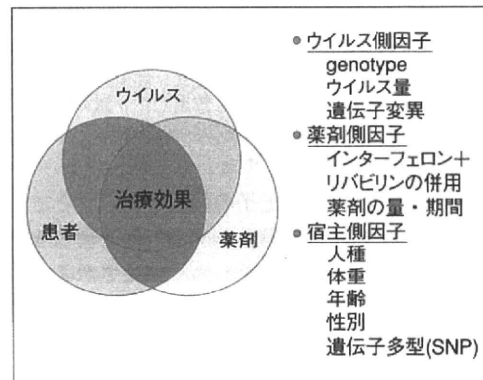 ウイルス
患者
治療効果
薬剤
● ウイルス側因子
genotype
ウイルス量
遺伝子変異
● 薬剤側因子
インターフェロン＋
リバビリンの併用
薬剤の量・期間
● 宿主側因子
人種
体重
年齢
性別
遺伝子多型(SNP)